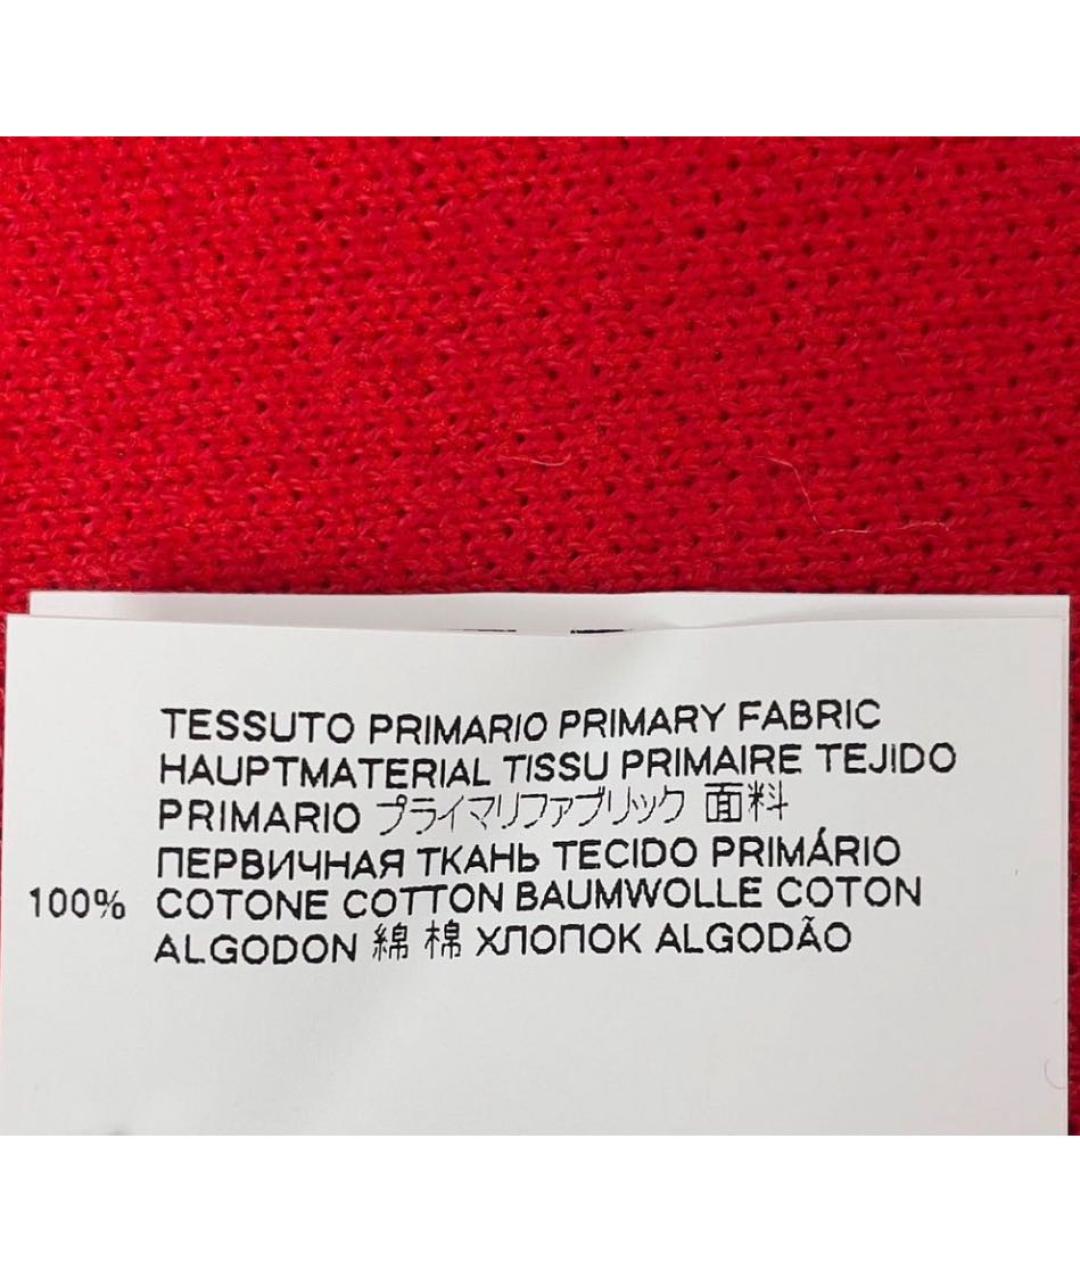 TESSUTO PRIMARIO PRIMARY FABRIC
HAUPTMATERIAL TISSU PRIMAIRE TEJIDO
PRIMARIO プライマリファブリック 面料
ПЕРВИЧНАЯ ТКАНЬ TECIDO PRIMÁRIO
100% COTONE COTTON BAUMWOLLE COTON
ALGODON 綿 棉 ХЛОПОК ALGODÃO